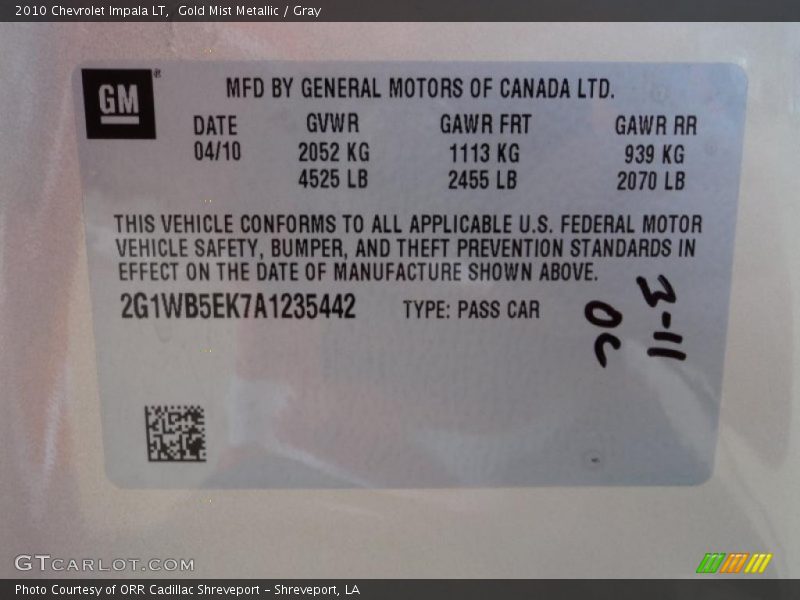 2010 Chevrolet Impala LT,  Gold Mist Metallic / Gray
GM ®
MFD BY GENERAL MOTORS OF CANADA LTD.
DATE GVWR GAWR FRT GAWR RR
04/10 2052 KG 1113 KG 939 KG
4525 LB 2455 LB 2070 LB
THIS VEHICLE CONFORMS TO ALL APPLICABLE U.S. FEDERAL MOTOR
VEHICLE SAFETY, BUMPER, AND THEFT PREVENTION STANDARDS IN
EFFECT ON THE DATE OF MANUFACTURE SHOWN ABOVE.
2G1WB5EK7A1235442 TYPE: PASS CAR
3-11
OC
GTCARLOT.COM
Photo Courtesy of ORR Cadillac Shreveport - Shreveport, LA